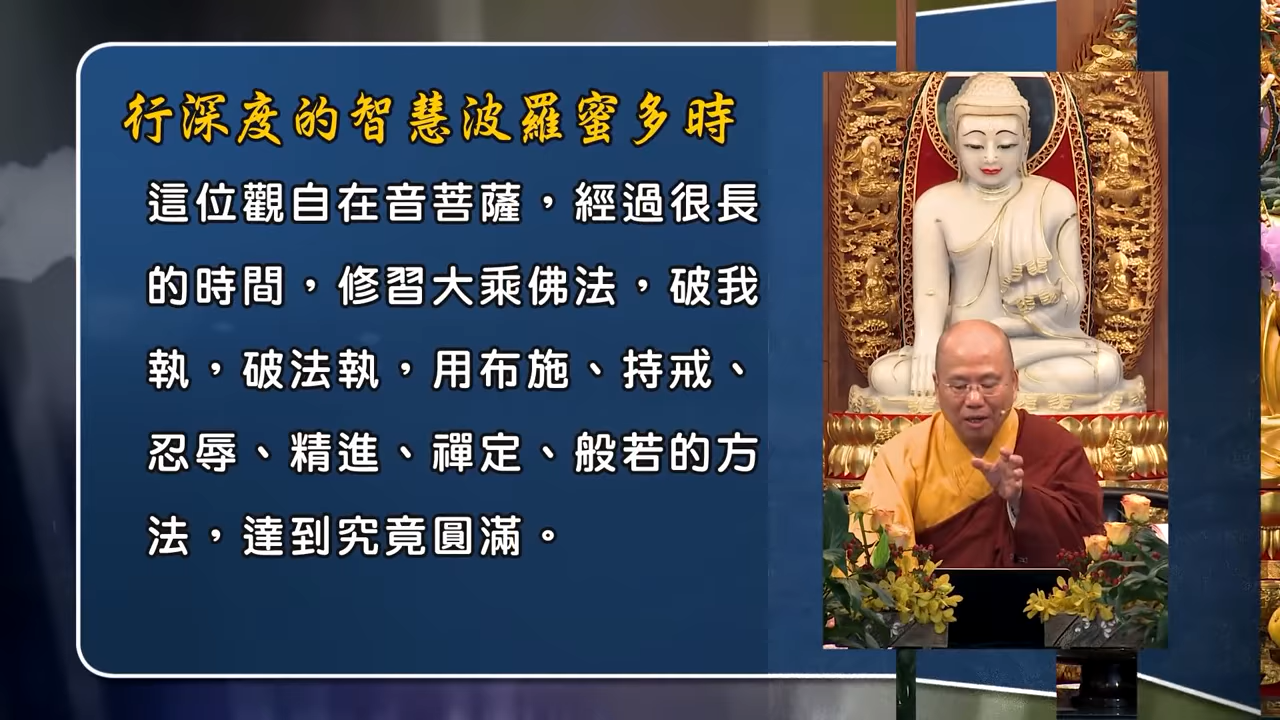 行深度的智慧波羅蜜多時
這位觀自在音菩薩，經過很長
的時間，修習大乘佛法，破我
執，破法執，用布施、持戒、
忍辱、精進、禪定、般若的方
法，達到究竟圓滿。